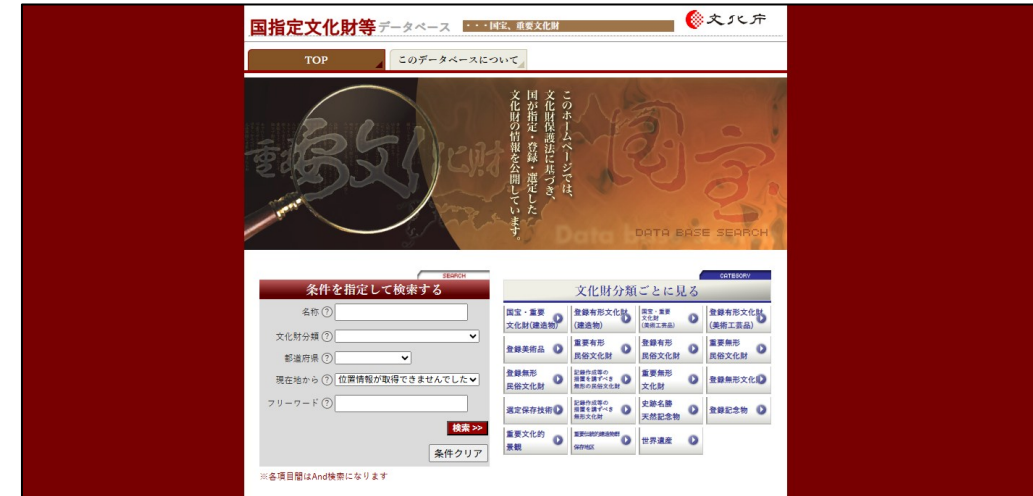 国指定文化財等データベース
・・・国宝、重要文化財
文化庁
TOP
このデータベースについて
このホームページでは、
文化財保護法に基づき、
国が指定・登録・選定した
文化財の情報を公開しています。
DATA BASE SEARCH
SEARCH
条件を指定して検索する
名称 ?
文化財分類 ?
都道府県 ?
現在地から ? 位置情報が取得できませんでした
フリーワード ?
検索 >>
条件クリア
※各項目間はAnd検索になります
CATEGORY
文化財分類ごとに見る
国宝・重要
文化財(建造物)
登録有形文化財
(建造物)
国宝・重要
文化財
(美術工芸品)
登録有形文化財
(美術工芸品)
登録美術品
重要有形
民俗文化財
登録有形
民俗文化財
重要無形
民俗文化財
登録無形
民俗文化財
記録作成等の
措置を講ずべき
無形の民俗文化財
重要無形
文化財
登録無形文化財
選定保存技術
記録作成等の
措置を講ずべき
無形文化財
史跡名勝
天然記念物
登録記念物
重要文化的
景観
重要伝統的建造物群
保存地区
世界遺産